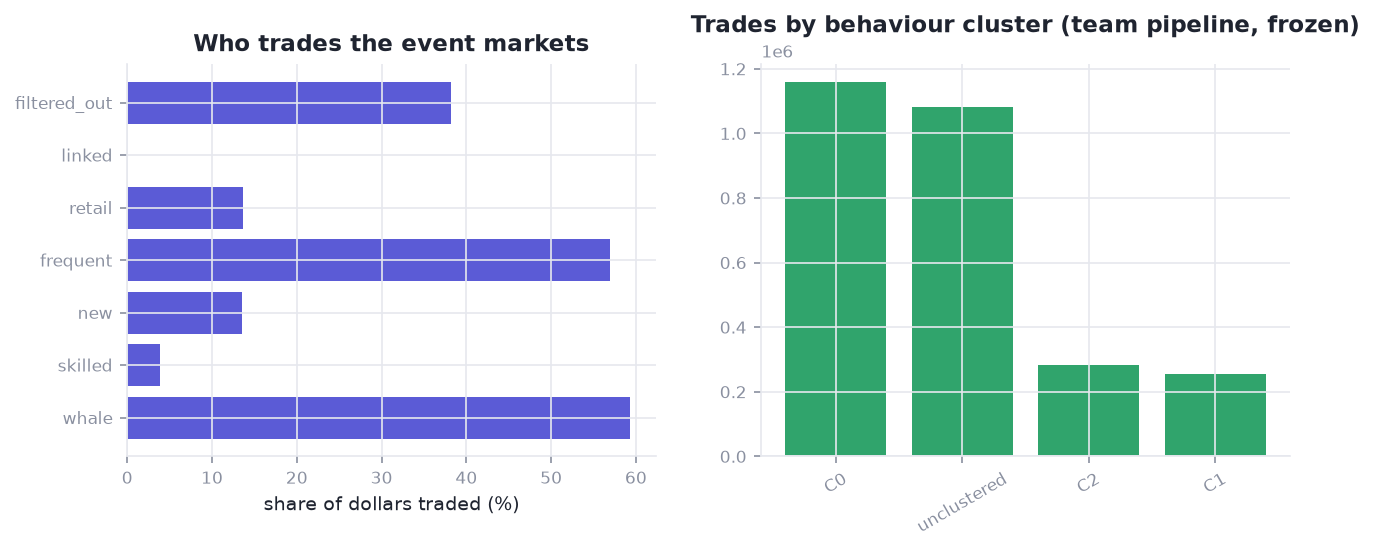 Who trades the event markets
filtered_out
linked
retail
frequent
new
skilled
whale
0 10 20 30 40 50 60
share of dollars traded (%)
Trades by behaviour cluster (team pipeline, frozen)
1e6
1.2
1.0
0.8
0.6
0.4
0.2
0.0
C0 unclustered C2 C1